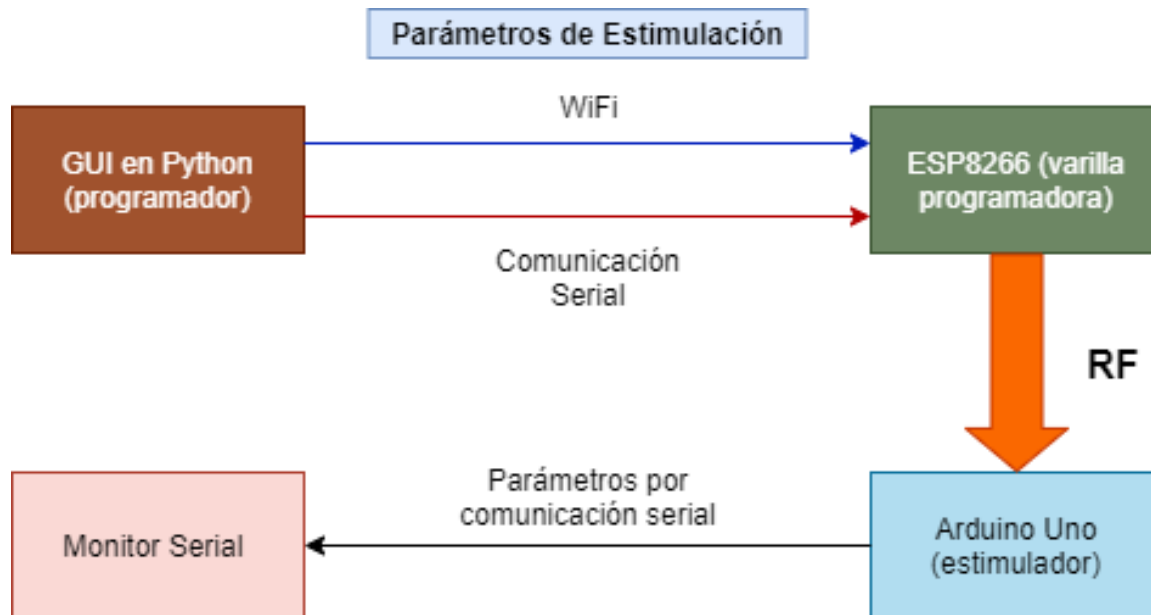 Parámetros de Estimulación
WiFi
GUI en Python
(programador)
ESP8266 (varilla
programadora)
Comunicación
Serial
RF
Parámetros por
comunicación serial
Monitor Serial
Arduino Uno
(estimulador)